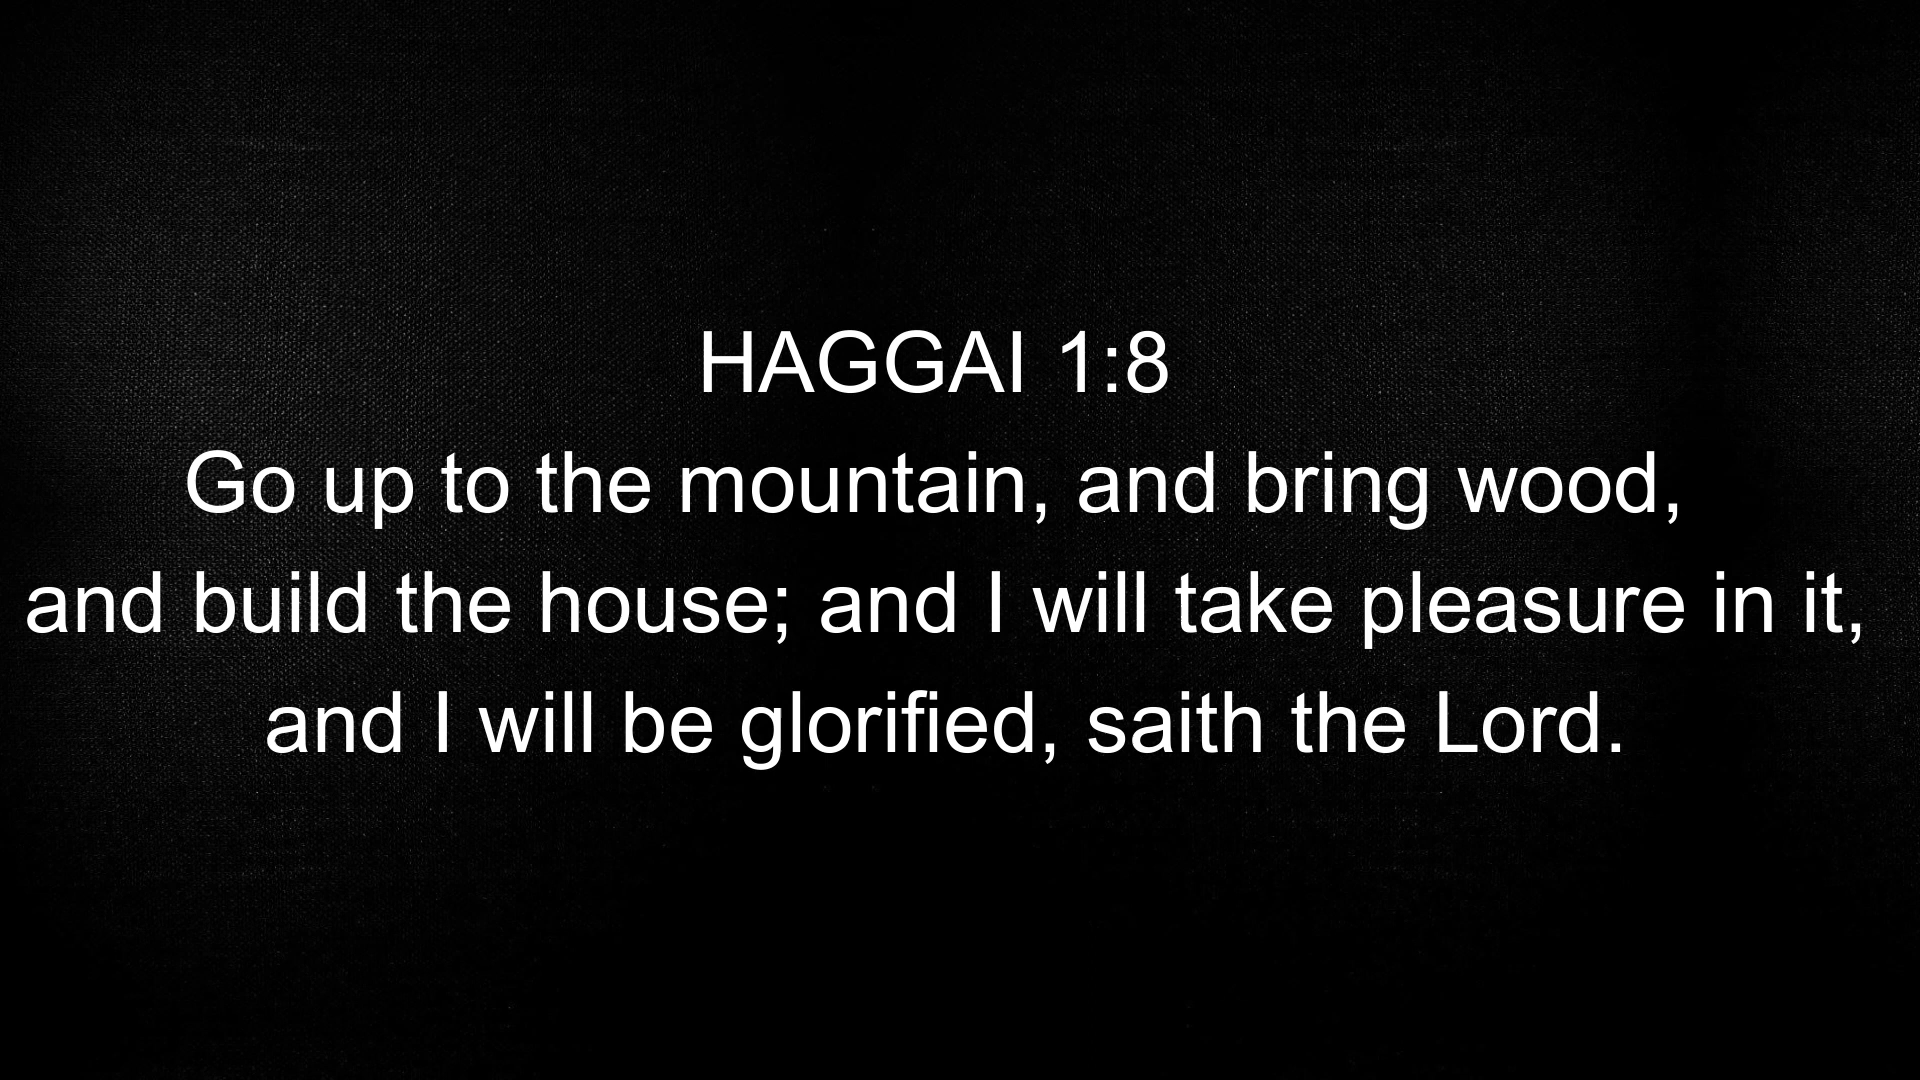 HAGGAI 1:8
Go up to the mountain, and bring wood,
and build the house; and I will take pleasure in it,
and I will be glorified, saith the Lord.